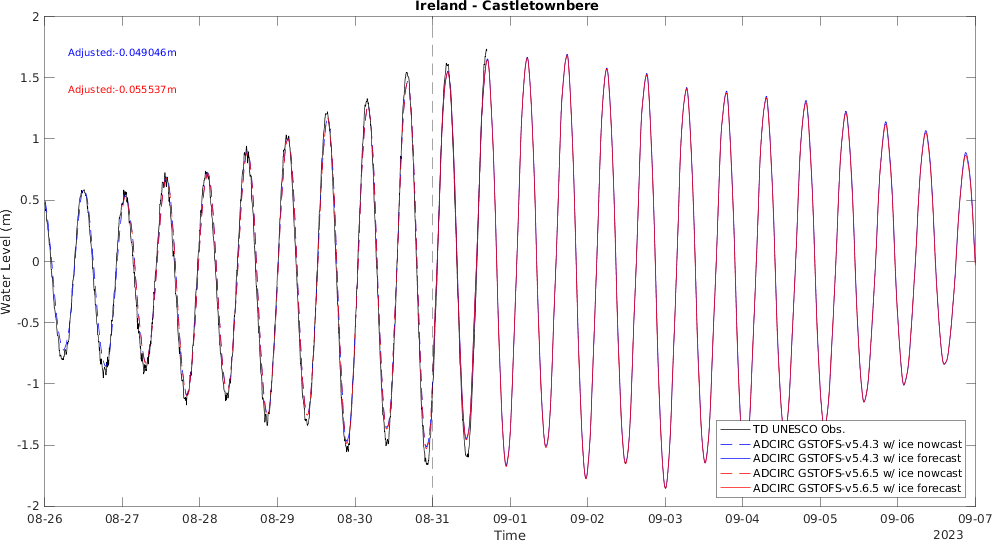 Ireland - Castletownbere
2
1.5
1
0.5
0
-0.5
-1
-1.5
-2
Water Level (m)
Adjusted:-0.049046m
Adjusted:-0.055537m
TD UNESCO Obs.
ADCIRC GSTOFS-v5.4.3 w/ ice nowcast
ADCIRC GSTOFS-v5.4.3 w/ ice forecast
ADCIRC GSTOFS-v5.6.5 w/ ice nowcast
ADCIRC GSTOFS-v5.6.5 w/ ice forecast
08-26 08-27 08-28 08-29 08-30 08-31 09-01 09-02 09-03 09-04 09-05 09-06 09-07
Time
2023